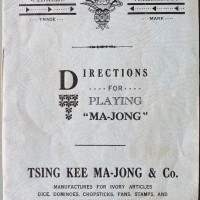 TRADE
MARK
DIRECTIONS
FOR
PLAYING
"MA-JONG"
TSING KEE MA-JONG & Co.
MANUFACTURED FOR IVORY ARTICLES
DICE, DOMINOES, CHOPSTICKS, FANS, STAMPS, AND